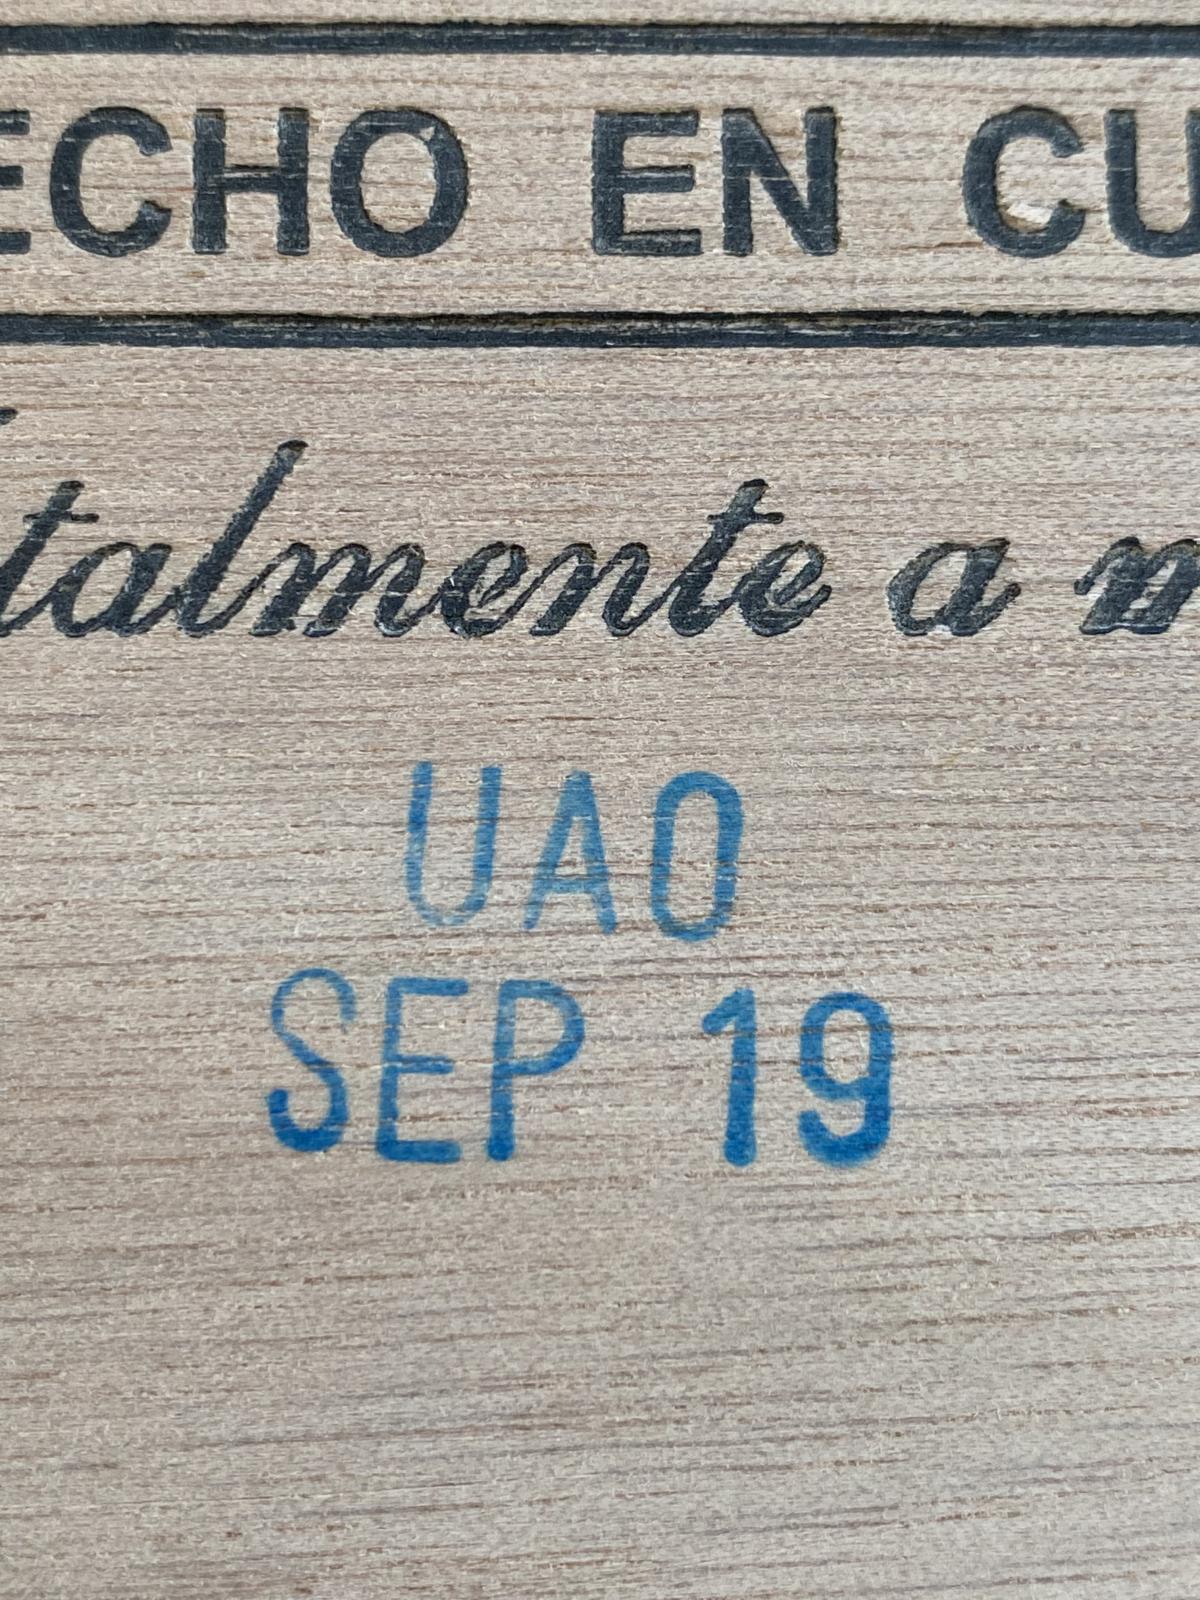 ECHO EN CU
talmente a m
UAO
SEP 19